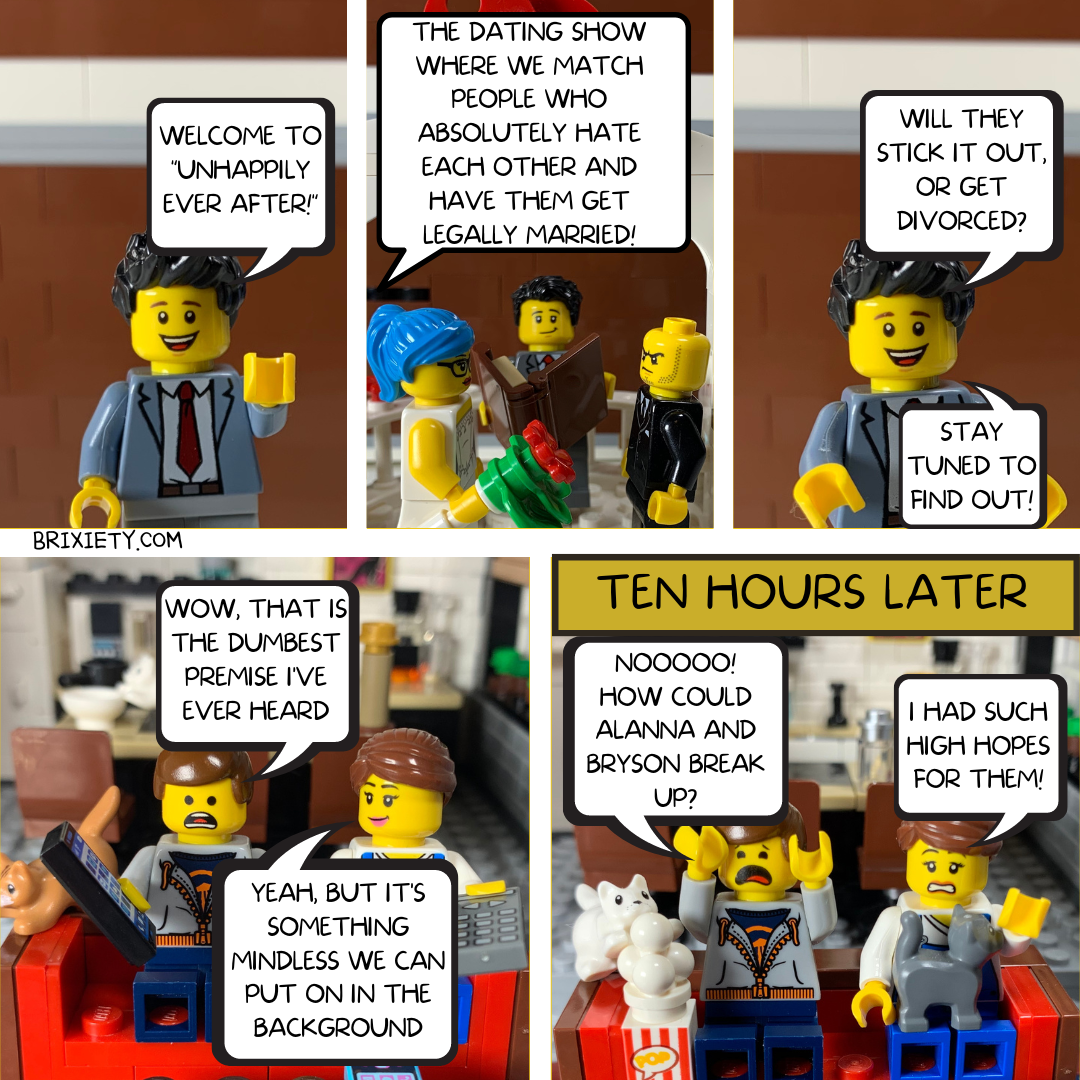 WELCOME TO
"UNHAPPILY
EVER AFTER!"
THE DATING SHOW
WHERE WE MATCH
PEOPLE WHO
ABSOLUTELY HATE
EACH OTHER AND
HAVE THEM GET
LEGALLY MARRIED!
WILL THEY
STICK IT OUT,
OR GET
DIVORCED?
STAY
TUNED TO
FIND OUT!
BRIXIETY.COM
WOW, THAT IS
THE DUMBEST
PREMISE I'VE
EVER HEARD
YEAH, BUT IT'S
SOMETHING
MINDLESS WE CAN
PUT ON IN THE
BACKGROUND
TEN HOURS LATER
NOOOOO!
HOW COULD
ALANNA AND
BRYSON BREAK
UP?
I HAD SUCH
HIGH HOPES
FOR THEM!
POP